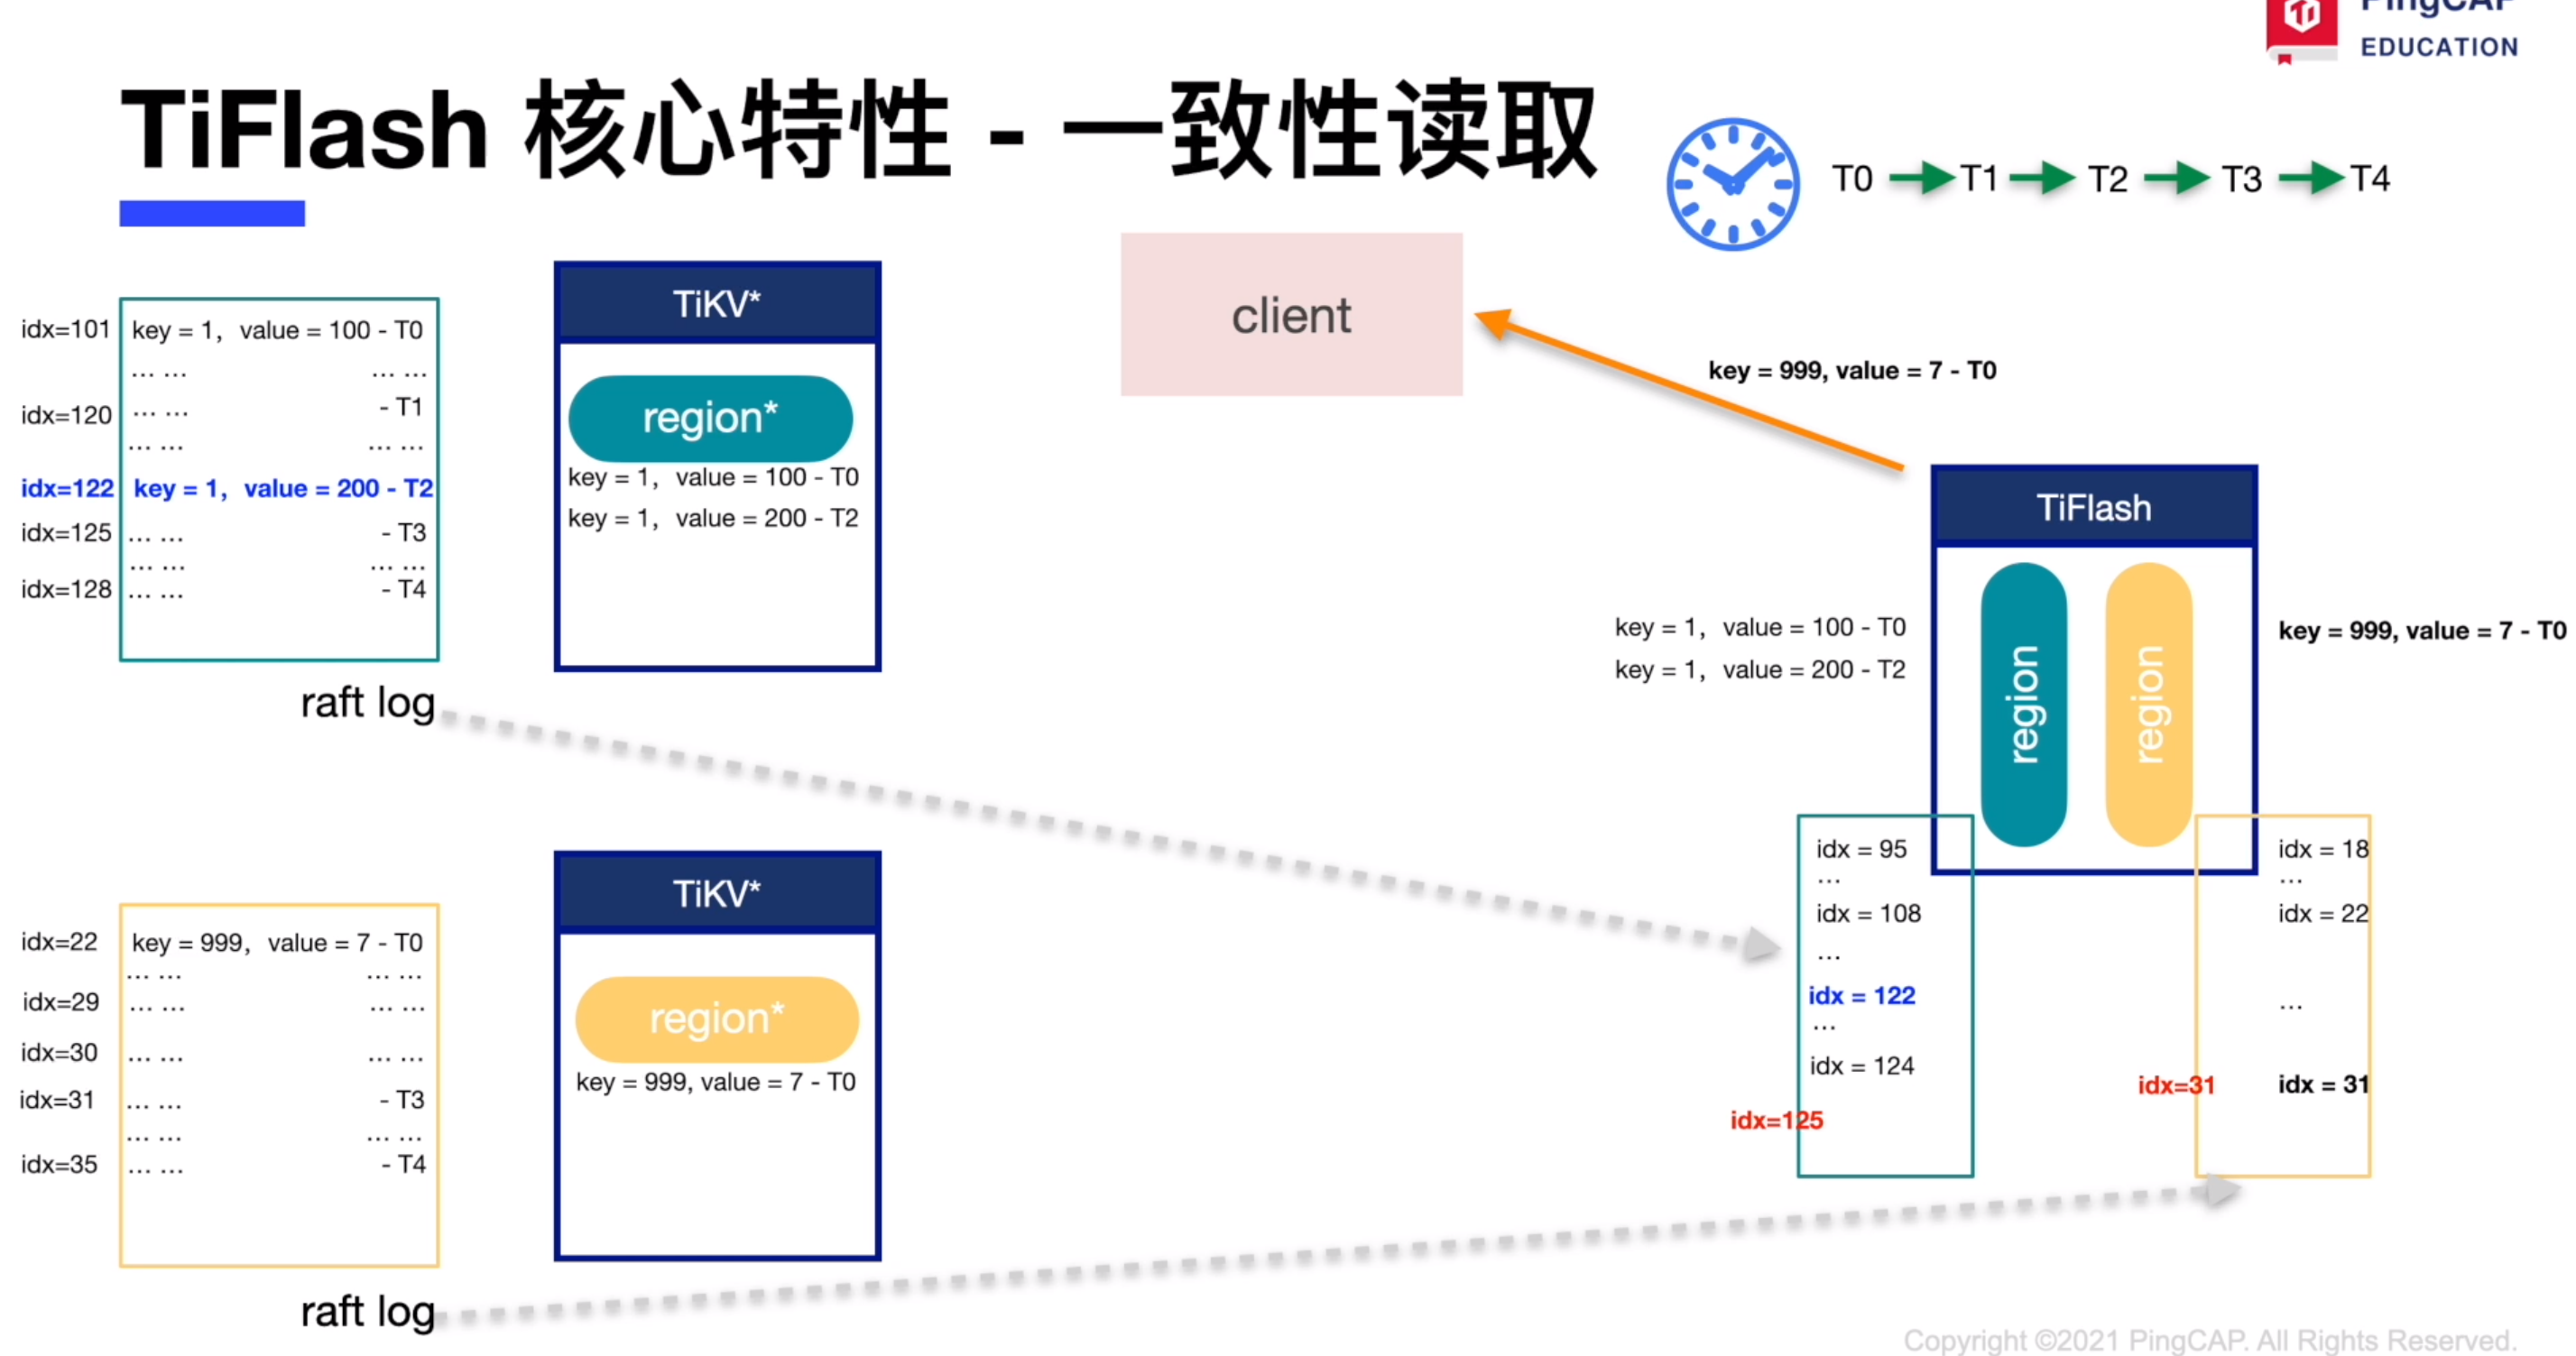 PingCAP
EDUCATION
TiFlash 核心特性 - 一致性读取
T0 T1 T2 T3 T4
idx=101 key = 1, value = 100 - T0
... ... ... ...
idx=120 ... ... - T1
... ... ... ...
idx=122 key = 1, value = 200 - T2
idx=125 ... ... - T3
... ... ... ...
idx=128 ... ... - T4
raft log
TiKV*
region*
key = 1, value = 100 - T0
key = 1, value = 200 - T2
client
key = 999, value = 7 - T0
TiFlash
region
region
key = 1, value = 100 - T0
key = 1, value = 200 - T2
key = 999, value = 7 - T0
idx = 95
...
idx = 108
...
idx = 122
...
idx = 124
idx=125
idx = 18
...
idx = 22
...
idx=31
idx = 31
idx=22 key = 999, value = 7 - T0
... ... ... ...
idx=29 ... ... ... ...
idx=30 ... ... ... ...
idx=31 ... ... - T3
... ... ... ...
idx=35 ... ... - T4
raft log
TiKV*
region*
key = 999, value = 7 - T0
Copyright ©2021 PingCAP. All Rights Reserved.